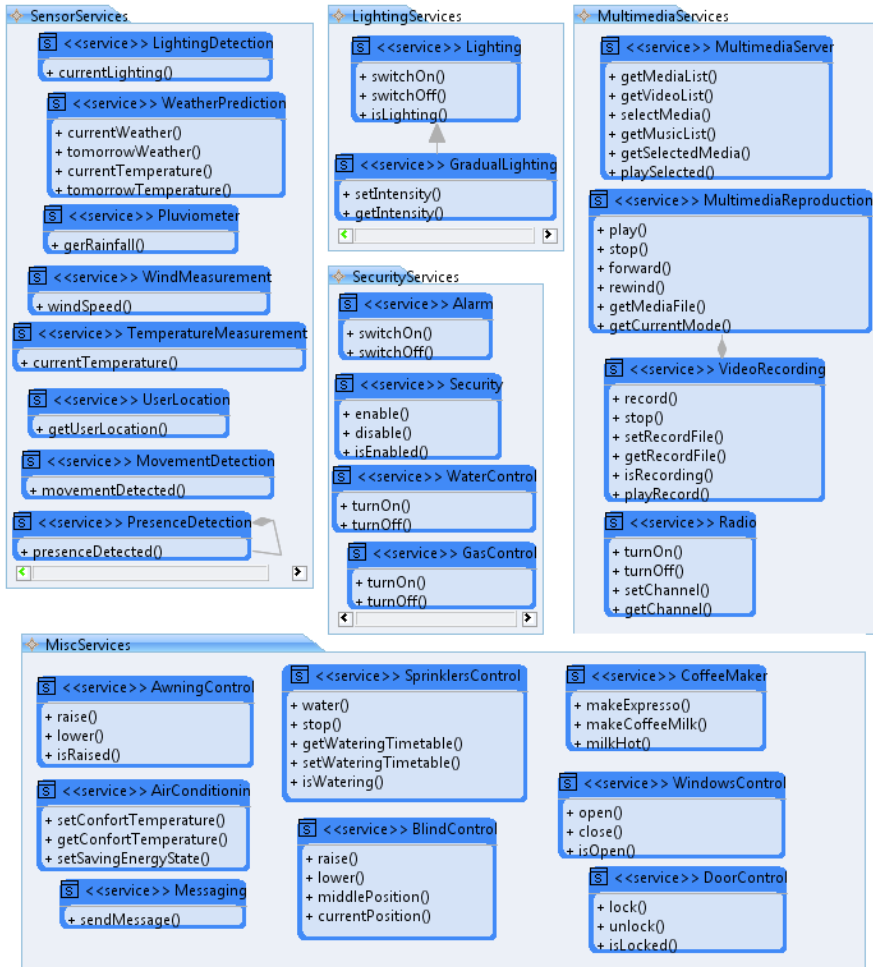 SensorServices
<<service>> LightingDetection
+ currentLighting()
<<service>> WeatherPrediction
+ currentWeather()
+ tomorrowWeather()
+ currentTemperature()
+ tomorrowTemperature()
<<service>> Pluviometer
+ gerRainfall()
<<service>> WindMeasurement
+ windSpeed()
<<service>> TemperatureMeasurement
+ currentTemperature()
<<service>> UserLocation
+ getUserLocation()
<<service>> MovementDetection
+ movementDetected()
<<service>> PresenceDetection
+ presenceDetected()
LightingServices
<<service>> Lighting
+ switchOn()
+ switchOff()
+ isLighting()
<<service>> GradualLighting
+ setIntensity()
+ getIntensity()
SecurityServices
<<service>> Alarm
+ switchOn()
+ switchOff()
<<service>> Security
+ enable()
+ disable()
+ isEnabled()
<<service>> WaterControl
+ turnOn()
+ turnOff()
<<service>> GasControl
+ turnOn()
+ turnOff()
MultimediaServices
<<service>> MultimediaServer
+ getMediaList()
+ getVideoList()
+ selectMedia()
+ getMusicList()
+ getSelectedMedia()
+ playSelected()
<<service>> MultimediaReproduction
+ play()
+ stop()
+ forward()
+ rewind()
+ getMediaFile()
+ getCurrentMode()
<<service>> VideoRecording
+ record()
+ stop()
+ setRecordFile()
+ getRecordFile()
+ isRecording()
+ playRecord()
<<service>> Radio
+ turnOn()
+ turnOff()
+ setChannel()
+ getChannel()
MiscServices
<<service>> AwningControl
+ raise()
+ lower()
+ isRaised()
<<service>> AirConditionin
+ setConfortTemperature()
+ getConfortTemperature()
+ setSavingEnergyState()
<<service>> Messaging
+ sendMessage()
<<service>> SprinklersControl
+ water()
+ stop()
+ getWateringTimetable()
+ setWateringTimetable()
+ isWatering()
<<service>> BlindControl
+ raise()
+ lower()
+ middlePosition()
+ currentPosition()
<<service>> CoffeeMaker
+ makeExpresso()
+ makeCoffeeMilk()
+ milkHot()
<<service>> WindowsControl
+ open()
+ close()
+ isOpen()
<<service>> DoorControl
+ lock()
+ unlock()
+ isLocked()